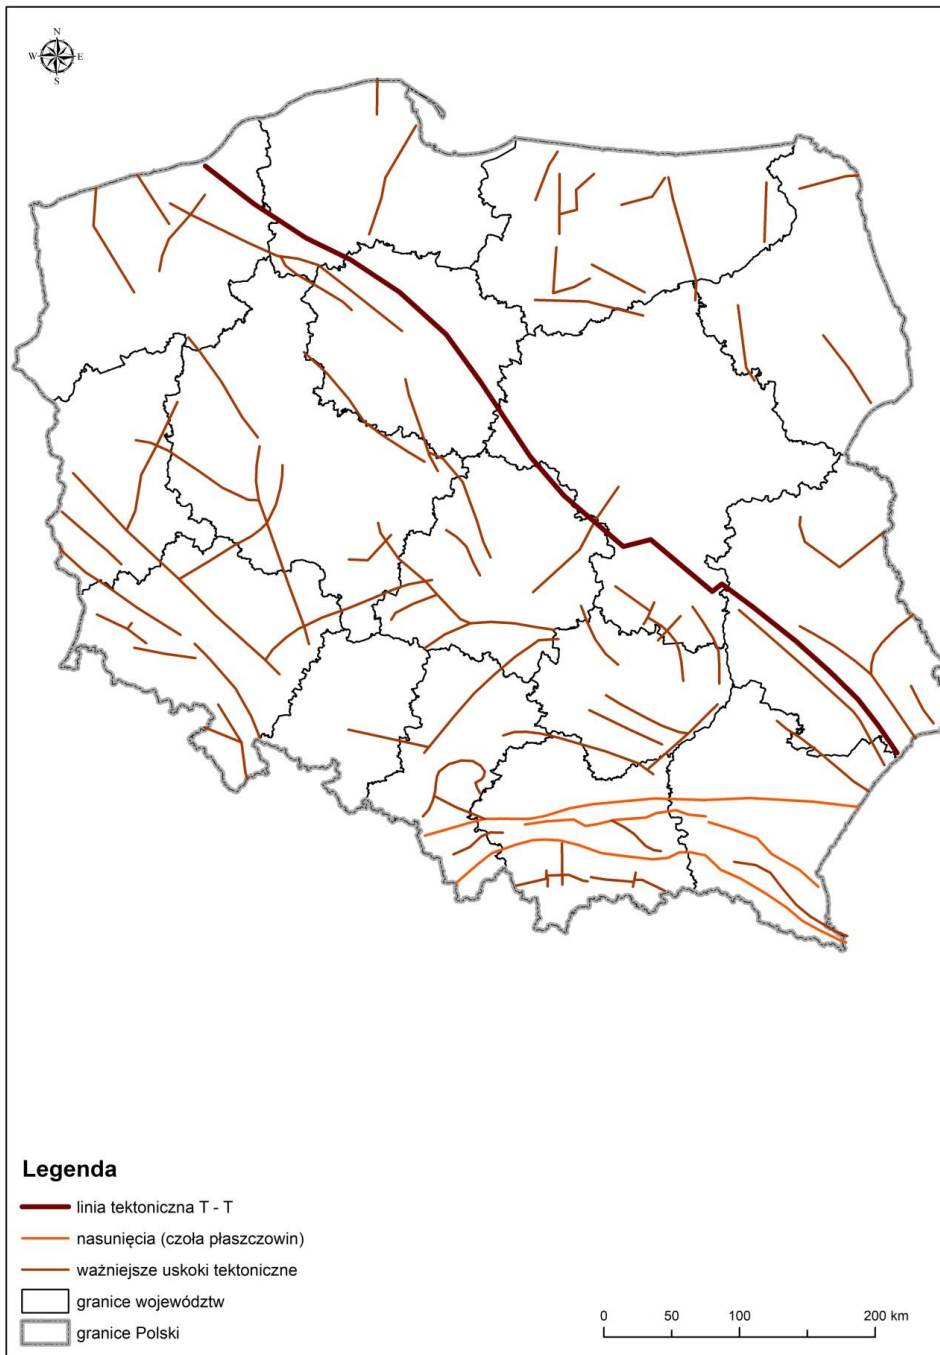 N
W E
S
Legenda
linia tektoniczna T - T
nasunięcia (czoła płaszczowin)
ważniejsze uskoki tektoniczne
granice województw
granice Polski
0 50 100 200 km